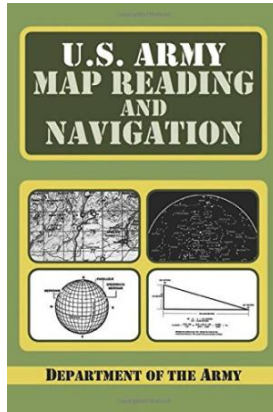 U.S. ARMY
MAP READING
AND
NAVIGATION
DEPARTMENT OF THE ARMY